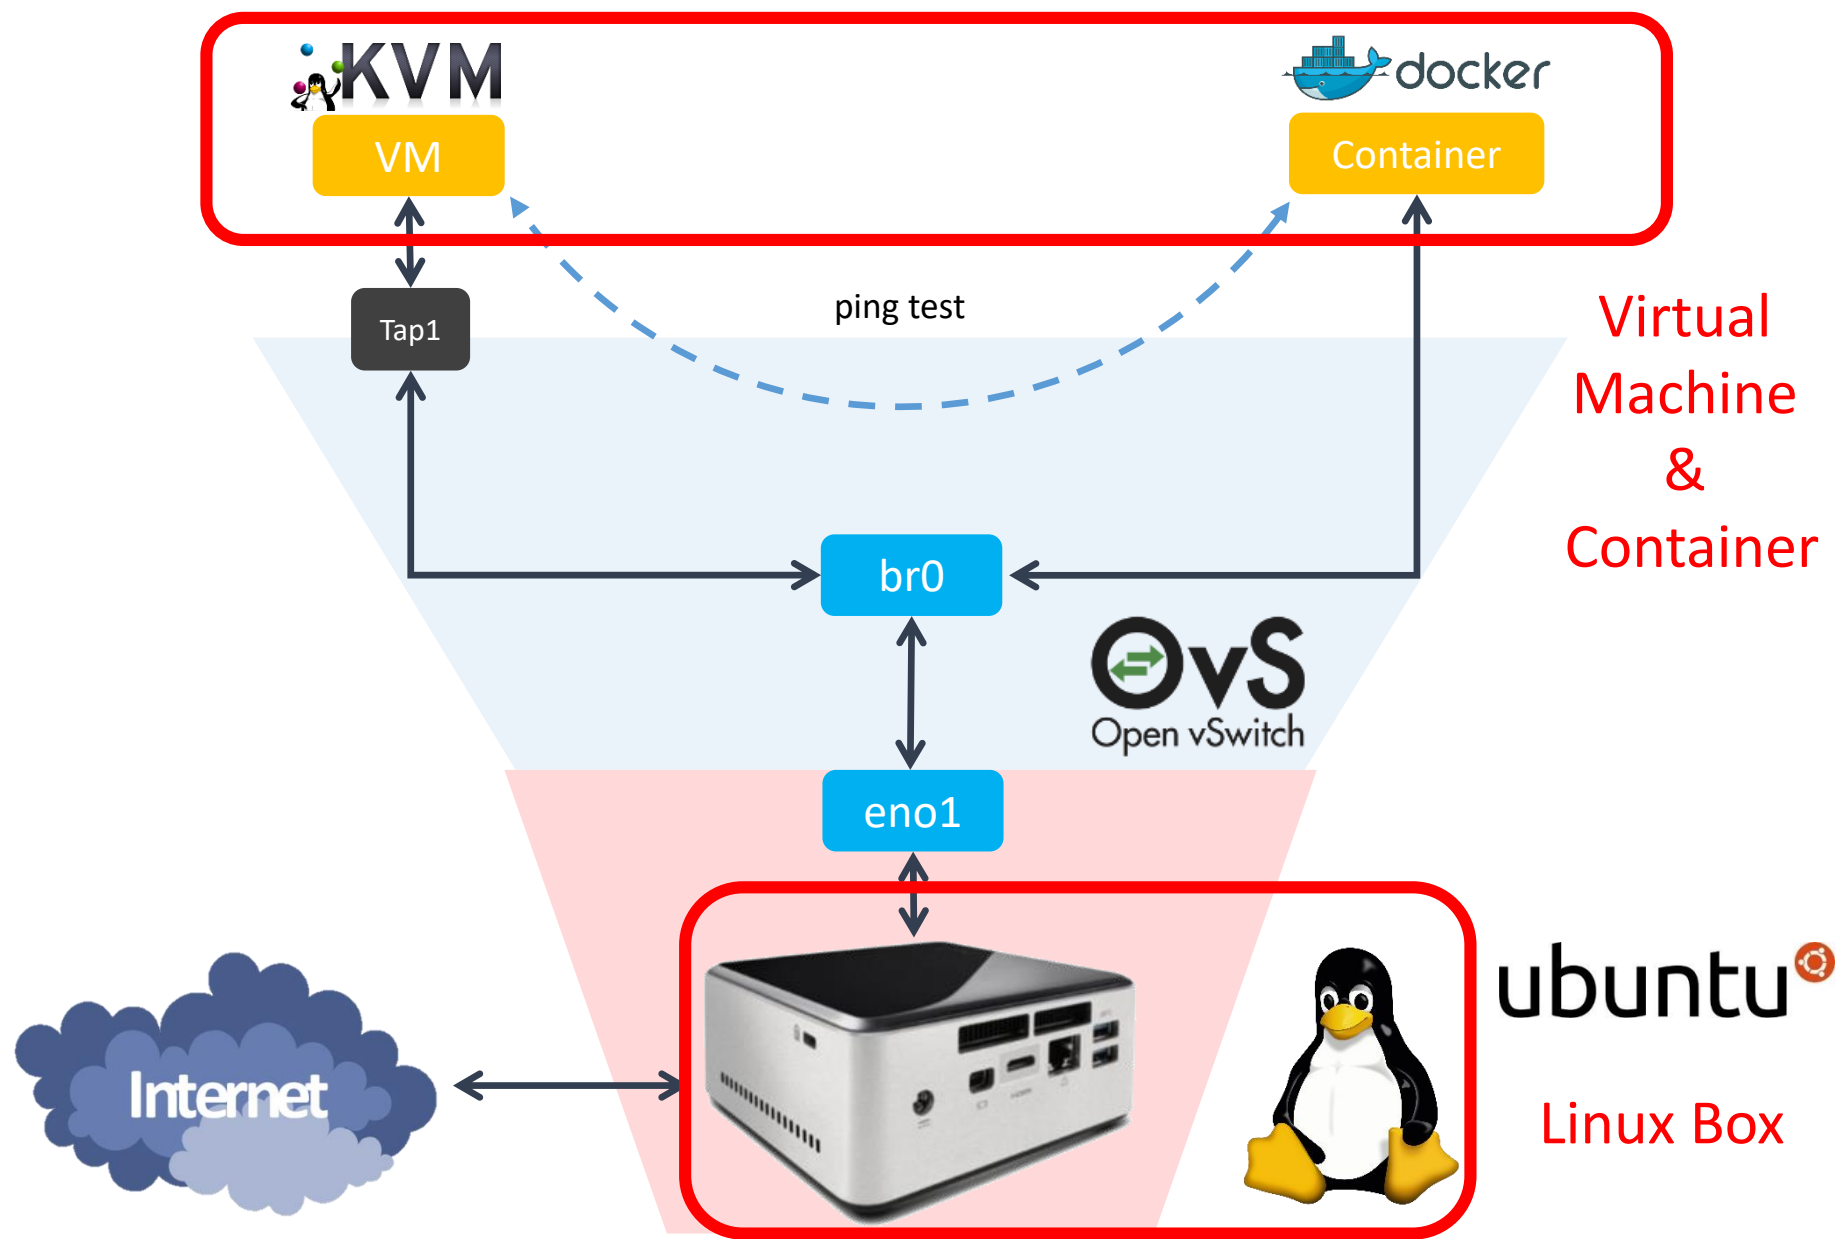 KVM
docker
VM
Container
ping test
Tap1
Virtual
Machine
&
Container
br0
OvS
Open vSwitch
eno1
ubuntu
Internet
Linux Box